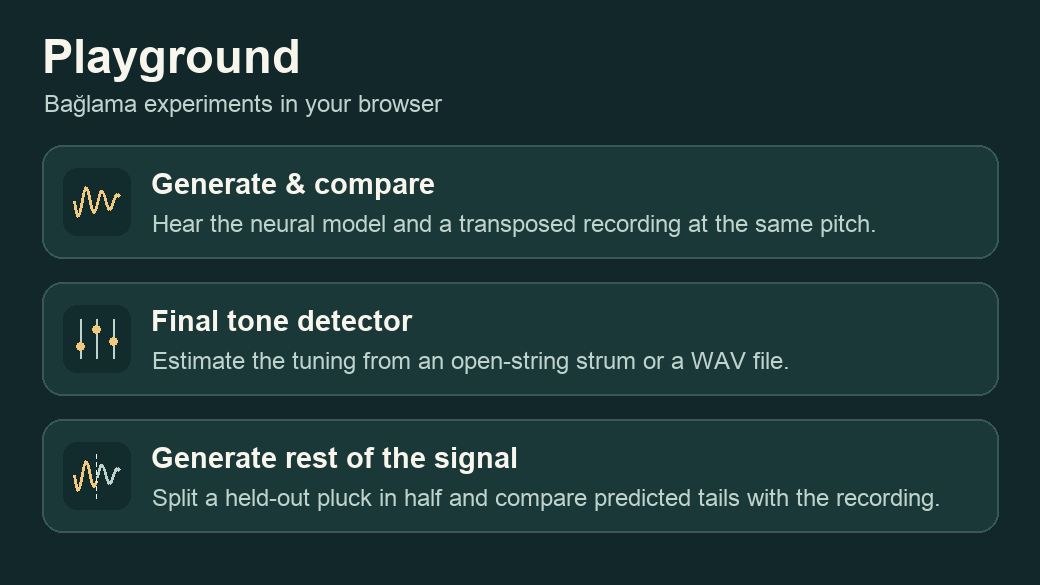 Playground
Bağlama experiments in your browser
Generate & compare
Hear the neural model and a transposed recording at the same pitch.
Final tone detector
Estimate the tuning from an open-string strum or a WAV file.
Generate rest of the signal
Split a held-out pluck in half and compare predicted tails with the recording.